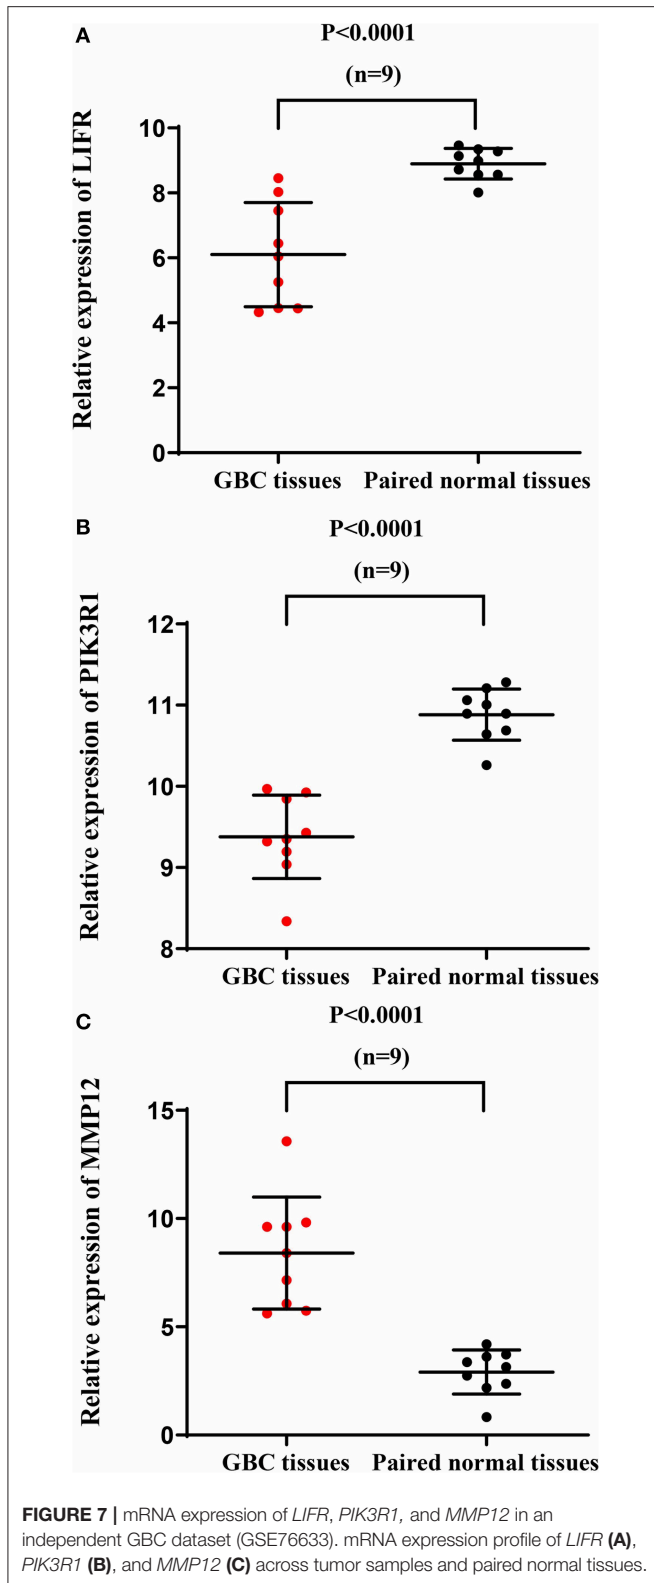 A
P<0.0001
(n=9)
Relative expression of LIFR
10
8
6
4
2
0
GBC tissues Paired normal tissues
B
P<0.0001
(n=9)
Relative expression of PIK3R1
12
11
10
9
8
GBC tissues Paired normal tissues
C
P<0.0001
(n=9)
Relative expression of MMP12
15
10
5
0
GBC tissues Paired normal tissues
FIGURE 7 | mRNA expression of LIFR, PIK3R1, and MMP12 in an
independent GBC dataset (GSE76633). mRNA expression profile of LIFR (A),
PIK3R1 (B), and MMP12 (C) across tumor samples and paired normal tissues.